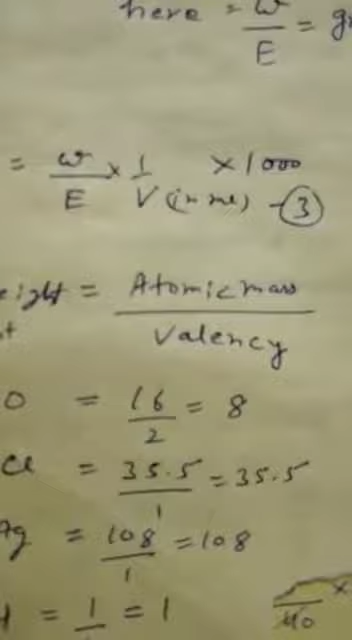 here = w/E =
= w/E × 1/V (in ml) × 1000 - ③
eight = Atomic mass / Valency
O = 16/2 = 8
Cl = 35.5/1 = 35.5
Ag = 108/1 = 108
= 1/1 = 1
40 ×